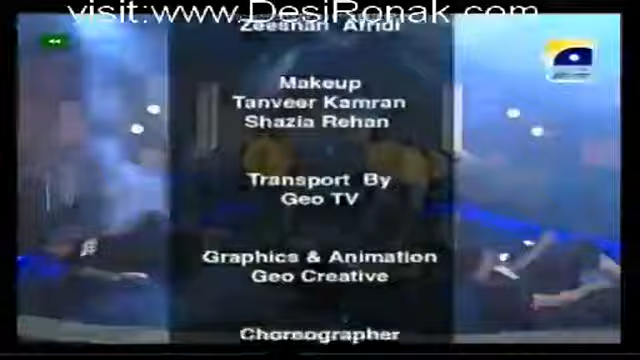 visit:www.DesiRonak.com
Zeeshan Afridi
Makeup
Tanveer Kamran
Shazia Rehan
Transport By
Geo TV
Graphics & Animation
Geo Creative
Choreographer